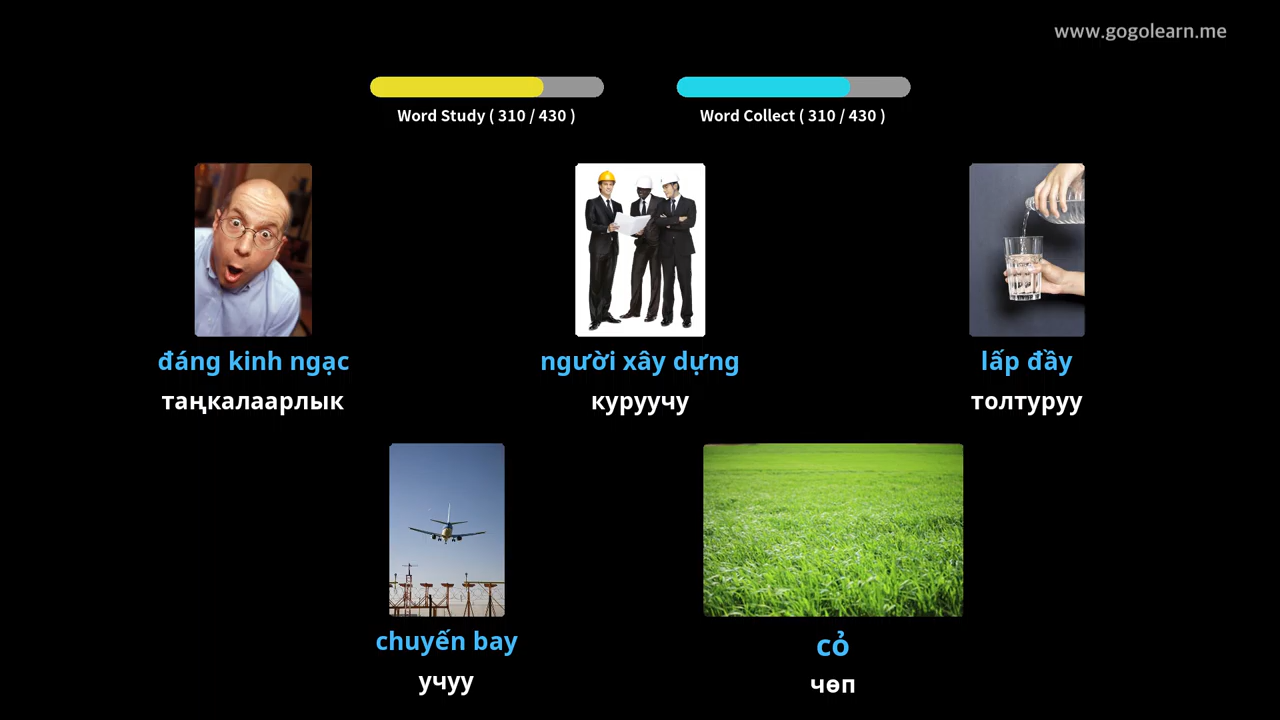 www.gogolearn.me
Word Study ( 310 / 430 )
Word Collect ( 310 / 430 )
đáng kinh ngạc
таңкалаарлык
người xây dựng
куруучу
lấp đầy
толтуруу
chuyến bay
учуу
cỏ
чөп